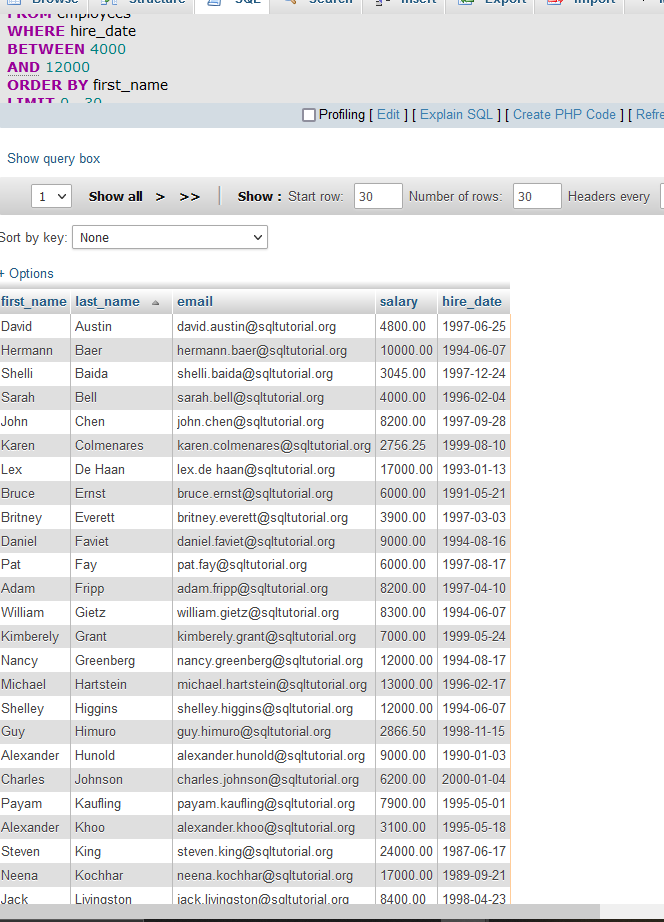 Browse Structure SQL Search Insert Export Import
FROM employees
WHERE hire_date
BETWEEN 4000
AND 12000
ORDER BY first_name
LIMIT 0, 30
Profiling [ Edit ] [ Explain SQL ] [ Create PHP Code ] [ Refre
Show query box
1 Show all > >> Show : Start row: 30 Number of rows: 30 Headers every
Sort by key: None
+ Options
first_name last_name email salary hire_date
David Austin david.austin@sqltutorial.org 4800.00 1997-06-25
Hermann Baer hermann.baer@sqltutorial.org 10000.00 1994-06-07
Shelli Baida shelli.baida@sqltutorial.org 3045.00 1997-12-24
Sarah Bell sarah.bell@sqltutorial.org 4000.00 1996-02-04
John Chen john.chen@sqltutorial.org 8200.00 1997-09-28
Karen Colmenares karen.colmenares@sqltutorial.org 2756.25 1999-08-10
Lex De Haan lex.de haan@sqltutorial.org 17000.00 1993-01-13
Bruce Ernst bruce.ernst@sqltutorial.org 6000.00 1991-05-21
Britney Everett britney.everett@sqltutorial.org 3900.00 1997-03-03
Daniel Faviet daniel.faviet@sqltutorial.org 9000.00 1994-08-16
Pat Fay pat.fay@sqltutorial.org 6000.00 1997-08-17
Adam Fripp adam.fripp@sqltutorial.org 8200.00 1997-04-10
William Gietz william.gietz@sqltutorial.org 8300.00 1994-06-07
Kimberely Grant kimberely.grant@sqltutorial.org 7000.00 1999-05-24
Nancy Greenberg nancy.greenberg@sqltutorial.org 12000.00 1994-08-17
Michael Hartstein michael.hartstein@sqltutorial.org 13000.00 1996-02-17
Shelley Higgins shelley.higgins@sqltutorial.org 12000.00 1994-06-07
Guy Himuro guy.himuro@sqltutorial.org 2866.50 1998-11-15
Alexander Hunold alexander.hunold@sqltutorial.org 9000.00 1990-01-03
Charles Johnson charles.johnson@sqltutorial.org 6200.00 2000-01-04
Payam Kaufling payam.kaufling@sqltutorial.org 7900.00 1995-05-01
Alexander Khoo alexander.khoo@sqltutorial.org 3100.00 1995-05-18
Steven King steven.king@sqltutorial.org 24000.00 1987-06-17
Neena Kochhar neena.kochhar@sqltutorial.org 17000.00 1989-09-21
Jack Livingston jack.livingston@sqltutorial.org 8400.00 1998-04-23